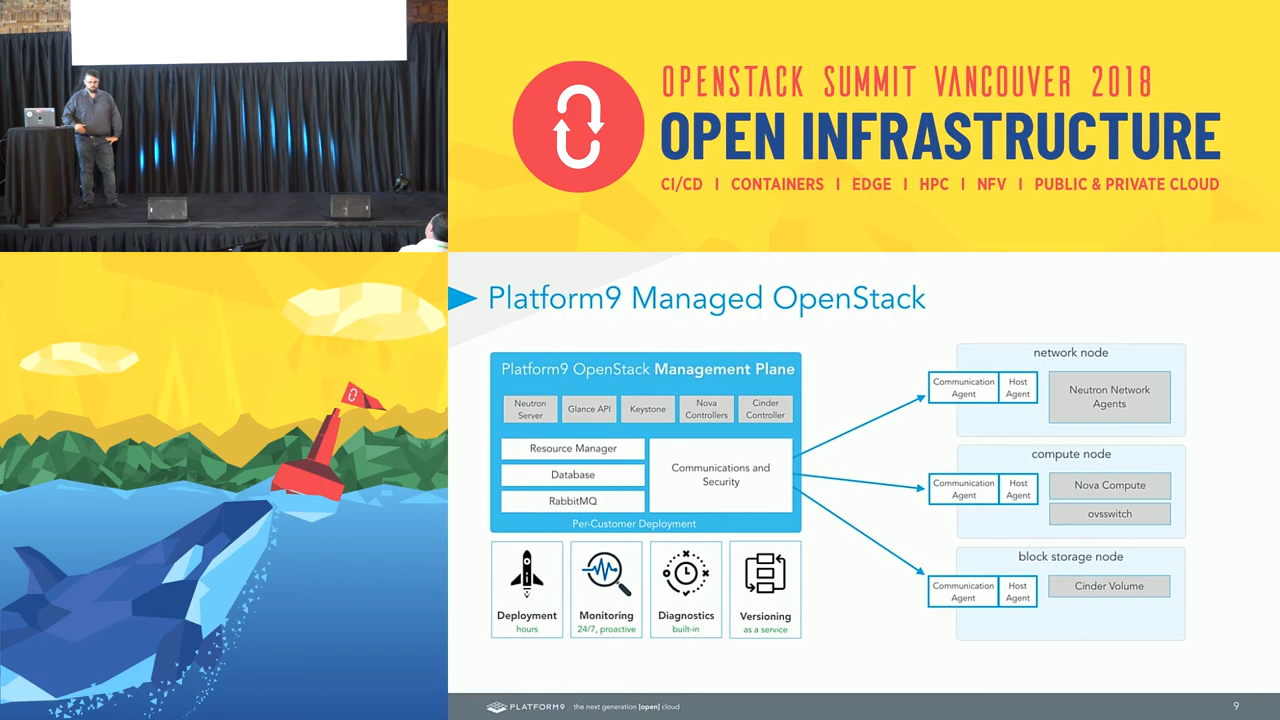 OPENSTACK SUMMIT VANCOUVER 2018
OPEN INFRASTRUCTURE
CI/CD | CONTAINERS | EDGE | HPC | NFV | PUBLIC & PRIVATE CLOUD
Platform9 Managed OpenStack
Platform9 OpenStack Management Plane
Neutron
Server
Glance API
Keystone
Nova
Controllers
Cinder
Controller
Resource Manager
Database
RabbitMQ
Communications and
Security
Per-Customer Deployment
Deployment
hours
Monitoring
24/7, proactive
Diagnostics
built-in
Versioning
as a service
network node
Communication
Agent
Host
Agent
Neutron Network
Agents
compute node
Communication
Agent
Host
Agent
Nova Compute
ovsswitch
block storage node
Communication
Agent
Host
Agent
Cinder Volume
PLATFORM9
the next generation [open] cloud
9